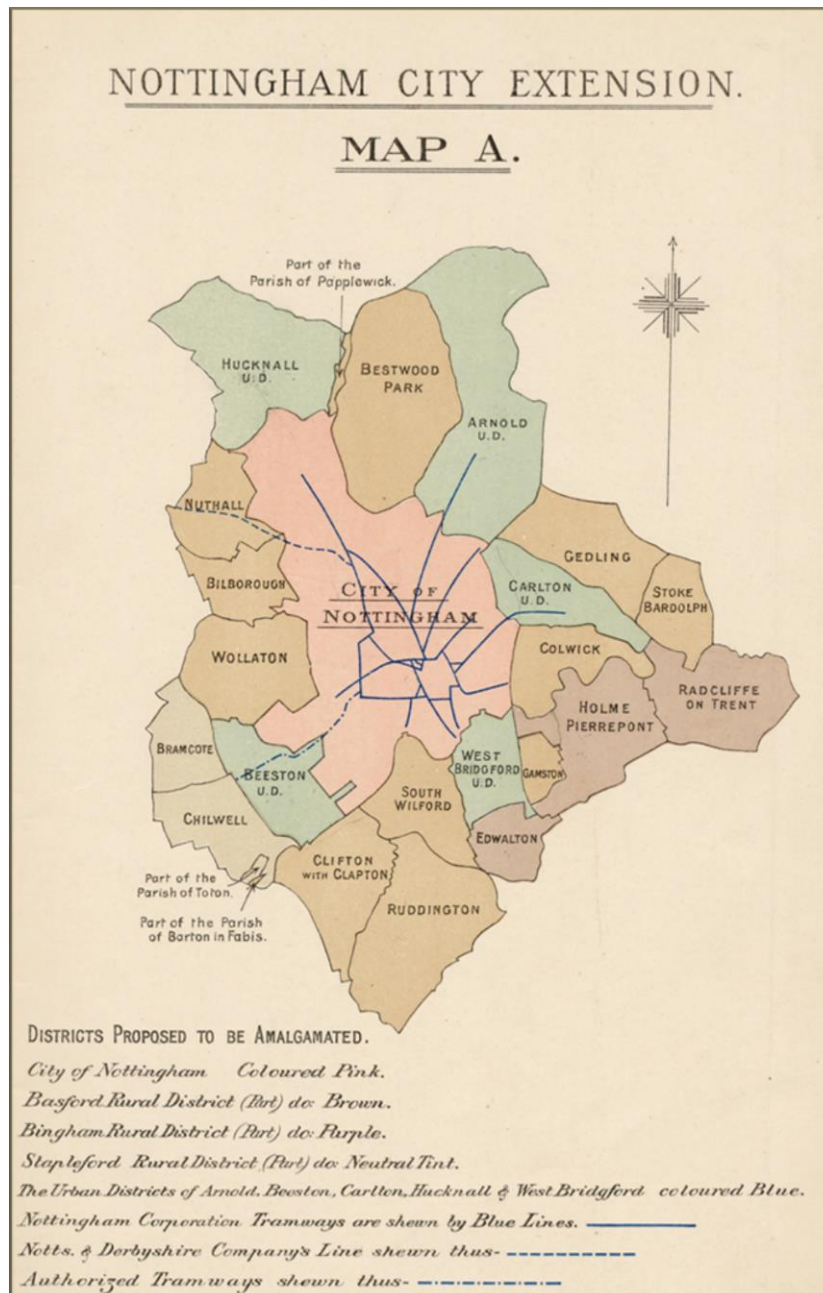 NOTTINGHAM CITY EXTENSION.
MAP A.
Part of the
Parish of Papplewick.
HUCKNALL
U.D.
BESTWOOD
PARK
ARNOLD
U.D.
NUTHALL
GEDLING
BILBOROUGH
CITY OF
NOTTINGHAM
CARLTON
U.D.
STOKE
BARDOLPH
WOLLATON
COLWICK
RADCLIFFE
ON TRENT
HOLME
PIERREPONT
BRAMCOTE
BEESTON
U.D.
WEST
BRIDGFORD
U.D.
GAMSTON
SOUTH
WILFORD
CHILWELL
EDWALTON
CLIFTON
WITH CLAPTON
Part of the
Parish of Toton.
RUDDINGTON
Part of the Parish
of Barton in Fabis.
DISTRICTS PROPOSED TO BE AMALGAMATED.
City of Nottingham Coloured Pink.
Basford Rural District (Part) do: Brown.
Bingham Rural District (Part) do: Purple.
Stapleford Rural District (Part) do: Neutral Tint.
The Urban Districts of Arnold, Beeston, Carlton, Hucknall & West Bridgford coloured Blue.
Nottingham Corporation Tramways are shewn by Blue Lines.
Notts. & Derbyshire Company's Line shewn thus-
Authorized Tramways shewn thus-